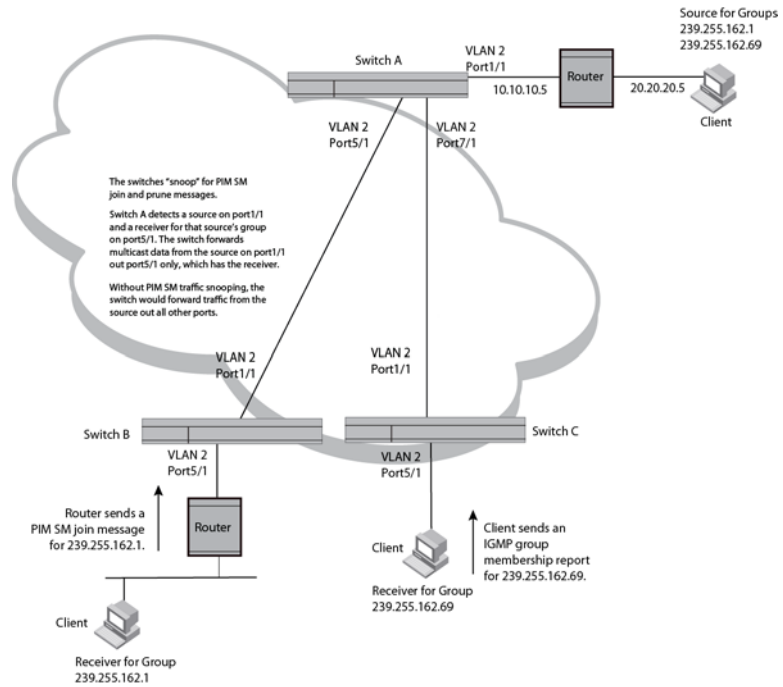 Source for Groups
239.255.162.1
239.255.162.69
VLAN 2
Port1/1
Switch A
Router
10.10.10.5
20.20.20.5
Client
VLAN 2
Port5/1
VLAN 2
Port7/1
The switches “snoop” for PIM SM
join and prune messages.
Switch A detects a source on port1/1
and a receiver for that source’s group
on port5/1. The switch forwards
multicast data from the source on port1/1
out port5/1 only, which has the receiver.
Without PIM SM traffic snooping, the
switch would forward traffic from the
source out all other ports.
VLAN 2
Port1/1
VLAN 2
Port1/1
Switch B
Switch C
VLAN 2
Port5/1
VLAN 2
Port5/1
Router sends a
PIM SM join message
for 239.255.162.1.
Router
Client
Receiver for Group
239.255.162.69
Client sends an
IGMP group
membership report
for 239.255.162.69.
Client
Receiver for Group
239.255.162.1